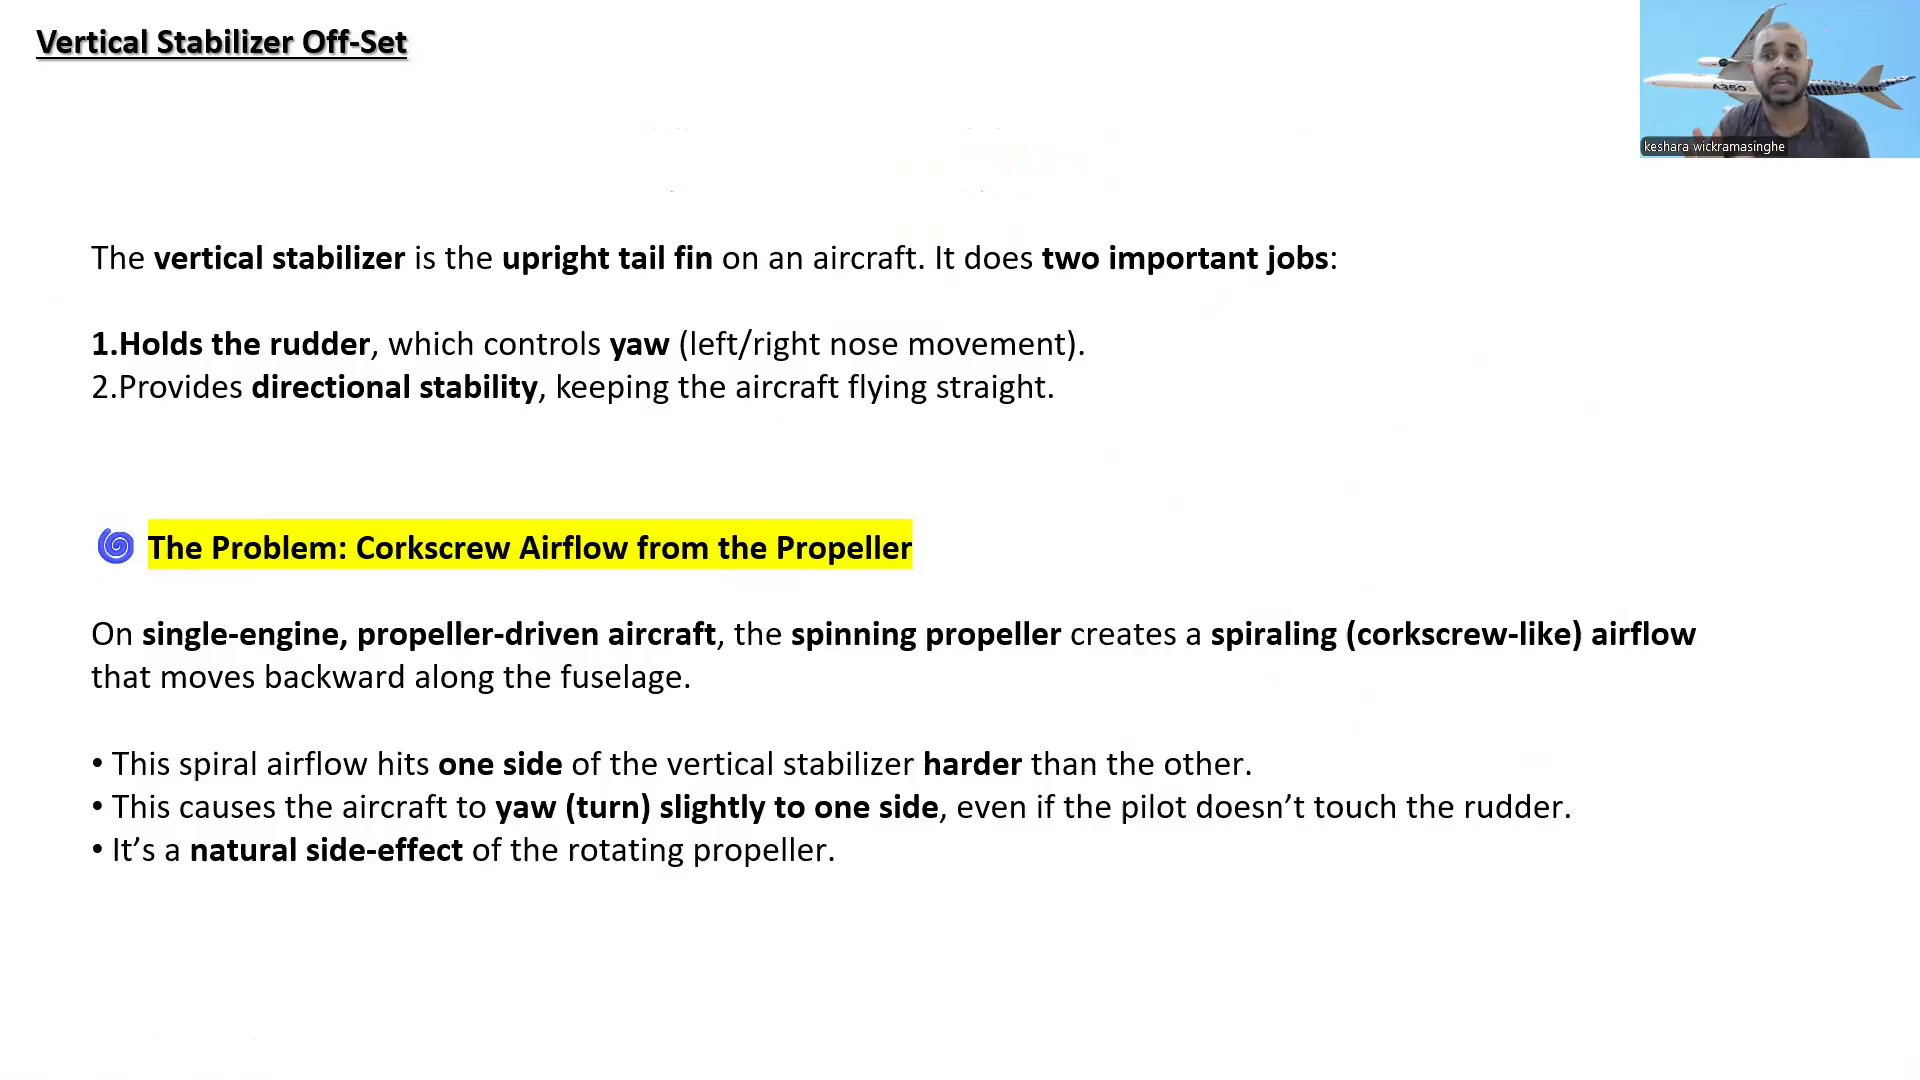 Vertical Stabilizer Off-Set
A350
keshara wickramasinghe
The vertical stabilizer is the upright tail fin on an aircraft. It does two important jobs:
1.Holds the rudder, which controls yaw (left/right nose movement).
2.Provides directional stability, keeping the aircraft flying straight.
🌀 The Problem: Corkscrew Airflow from the Propeller
On single-engine, propeller-driven aircraft, the spinning propeller creates a spiraling (corkscrew-like) airflow
that moves backward along the fuselage.
• This spiral airflow hits one side of the vertical stabilizer harder than the other.
• This causes the aircraft to yaw (turn) slightly to one side, even if the pilot doesn’t touch the rudder.
• It’s a natural side-effect of the rotating propeller.